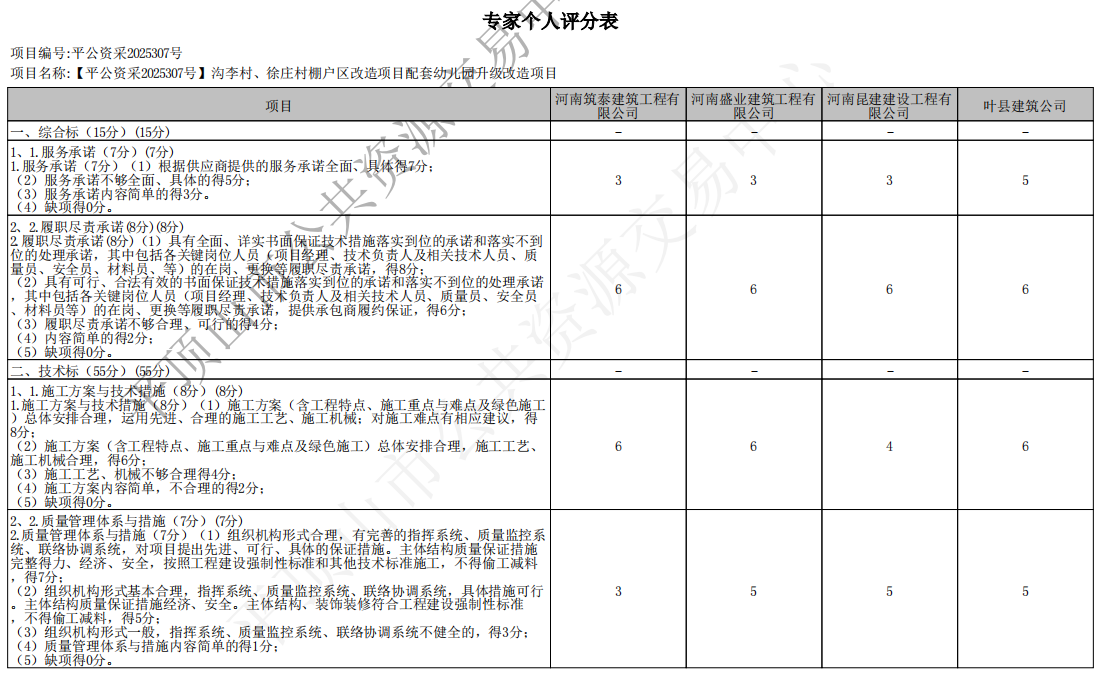 专家个人评分表
项目编号:平公资采2025307号
项目名称:【平公资采2025307号】沟李村、徐庄村棚户区改造项目配套幼儿园升级改造项目
项目
河南筑泰建筑工程有
限公司
河南盛业建筑工程有
限公司
河南昆建建设工程有
限公司
叶县建筑公司
一、综合标（15分）(15分)
–
–
–
–
1、1.服务承诺（7分）(7分)
1.服务承诺（7分）（1）根据供应商提供的服务承诺全面、具体得7分;
（2）服务承诺不够全面、具体的得5分;
（3）服务承诺内容简单的得3分。
（4）缺项得0分。
3
3
3
5
2、2.履职尽责承诺(8分)(8分)
2.履职尽责承诺(8分)（1）具有全面、详实书面保证技术措施落实到位的承诺和落实不到
位的处理承诺，其中包括各关键岗位人员（项目经理、技术负责人及相关技术人员、质
量员、安全员、材料员、等）的在岗、更换等履职尽责承诺，得8分;
（2）具有可行、合法有效的书面保证技术措施落实到位的承诺和落实不到位的处理承诺
，其中包括各关键岗位人员（项目经理、技术负责人及相关技术人员、质量员、安全员
、材料员等）的在岗、更换等履职尽责承诺，提供承包商履约保证，得6分;
（3）履职尽责承诺不够合理、可行的得4分;
（4）内容简单的得2分;
（5）缺项得0分。
6
6
6
6
二、技术标（55分）(55分)
–
–
–
–
1、1.施工方案与技术措施（8分）(8分)
1.施工方案与技术措施（8分）（1）施工方案（含工程特点、施工重点与难点及绿色施工
）总体安排合理，运用先进、合理的施工工艺、施工机械；对施工难点有相应建议，得
8分;
（2）施工方案（含工程特点、施工重点与难点及绿色施工）总体安排合理，施工工艺、
施工机械合理，得6分;
（3）施工工艺、机械不够合理得4分;
（4）施工方案内容简单，不合理的得2分;
（5）缺项得0分。
6
6
4
6
2、2.质量管理体系与措施（7分）(7分)
2.质量管理体系与措施（7分）（1）组织机构形式合理，有完善的指挥系统、质量监控系
统、联络协调系统，对项目提出先进、可行、具体的保证措施。主体结构质量保证措施
完整得力、经济、安全，按照工程建设强制性标准和其他技术标准施工，不得偷工减料
，得7分;
（2）组织机构形式基本合理，指挥系统、质量监控系统、联络协调系统，具体措施可行
。主体结构质量保证措施经济、安全。主体结构、装饰装修符合工程建设强制性标准
，不得偷工减料，得5分;
（3）组织机构形式一般，指挥系统、质量监控系统、联络协调系统不健全的，得3分;
（4）质量管理体系与措施内容简单的得1分;
（5）缺项得0分。
3
5
5
5
平顶山市公共资源交易中
平顶山市公共资源交易中心